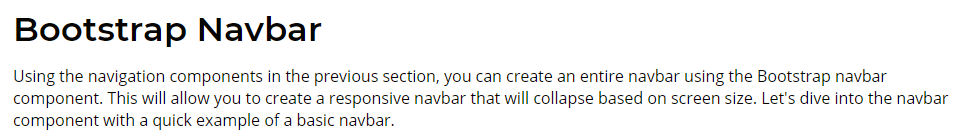 Bootstrap Navbar
Using the navigation components in the previous section, you can create an entire navbar using the Bootstrap navbar
component. This will allow you to create a responsive navbar that will collapse based on screen size. Let's dive into the navbar
component with a quick example of a basic navbar.